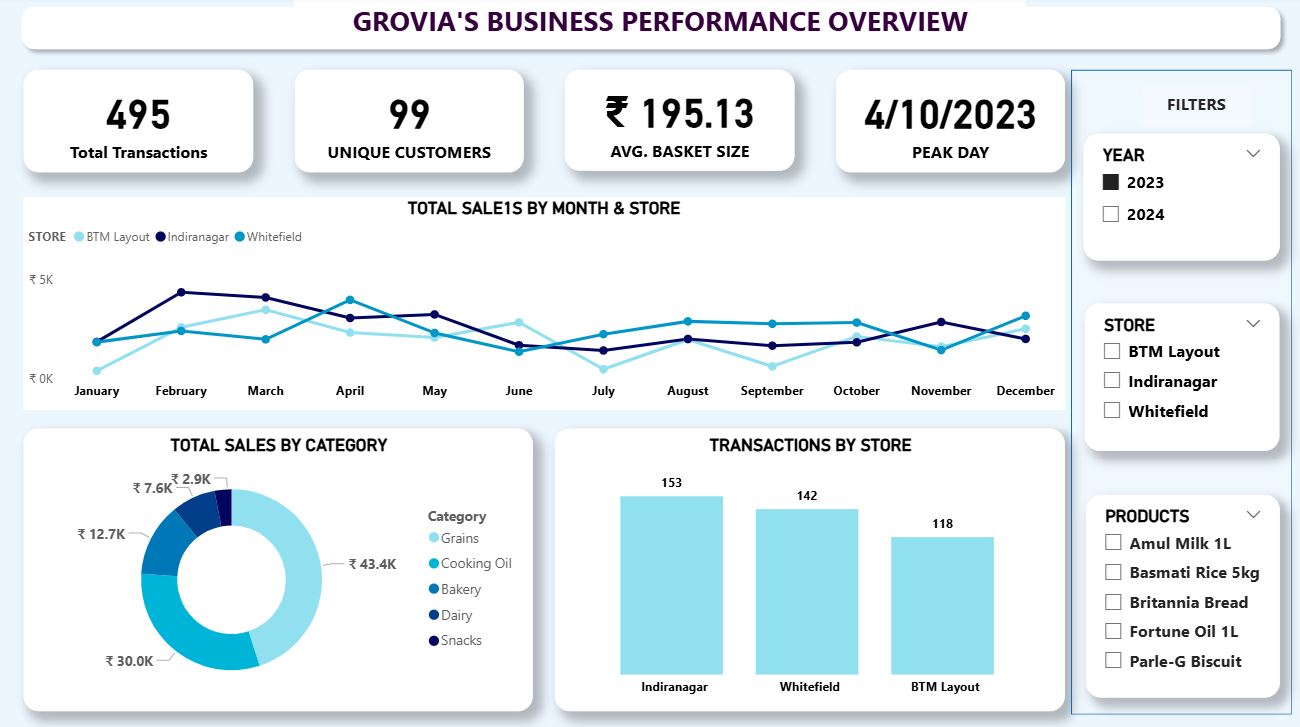 GROVIA'S BUSINESS PERFORMANCE OVERVIEW
495
Total Transactions
99
UNIQUE CUSTOMERS
₹ 195.13
AVG. BASKET SIZE
4/10/2023
PEAK DAY
TOTAL SALE1S BY MONTH & STORE
STORE BTM Layout Indiranagar Whitefield
₹ 5K
₹ 0K
January February March April May June July August September October November December
TOTAL SALES BY CATEGORY
₹ 2.9K
₹ 7.6K
₹ 12.7K
₹ 43.4K
₹ 30.0K
Category
Grains
Cooking Oil
Bakery
Dairy
Snacks
TRANSACTIONS BY STORE
153
142
118
Indiranagar Whitefield BTM Layout
FILTERS
YEAR
2023
2024
STORE
BTM Layout
Indiranagar
Whitefield
PRODUCTS
Amul Milk 1L
Basmati Rice 5kg
Britannia Bread
Fortune Oil 1L
Parle-G Biscuit